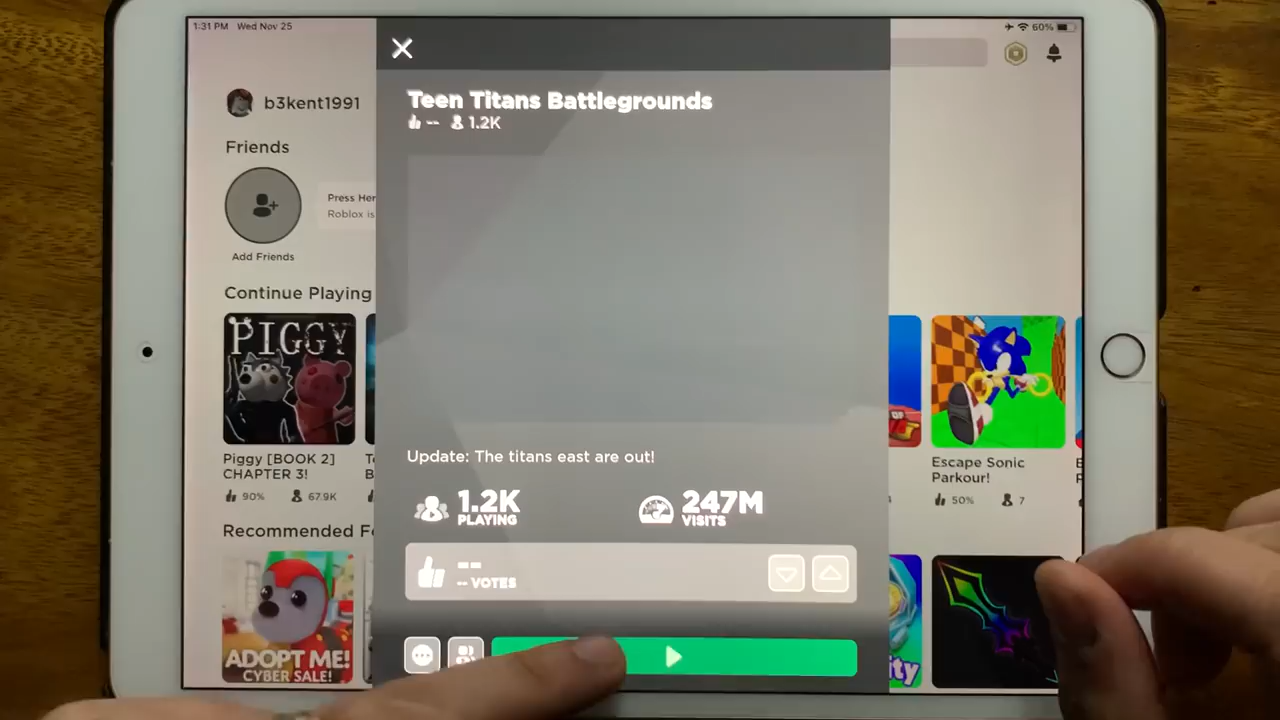 1:31 PM Wed Nov 25
60%
b3kent1991
Friends
Press Her
Roblox is
Add Friends
Continue Playing
PIGGY
Piggy [BOOK 2]
CHAPTER 3!
90% 67.9K
Recommended Fo
ADOPT ME!
CYBER SALE!
Teen Titans Battlegrounds
-- 1.2K
Update: The titans east are out!
1.2K
PLAYING
247M
VISITS
--
-- VOTES
Escape Sonic
Parkour!
50% 7